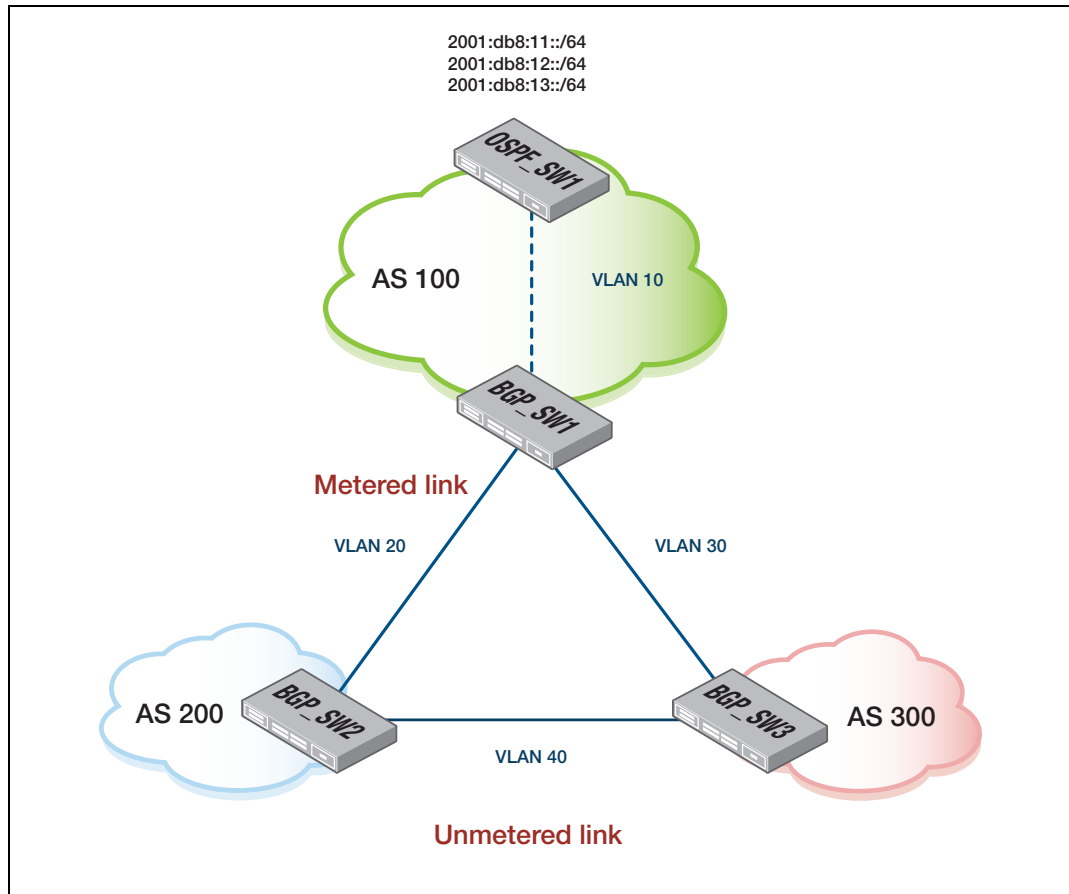 2001:db8:11::/64
2001:db8:12::/64
2001:db8:13::/64
OSPF_SW1
AS 100
VLAN 10
BGP_SW1
Metered link
VLAN 20
VLAN 30
AS 200
BGP_SW2
BGP_SW3
AS 300
VLAN 40
Unmetered link